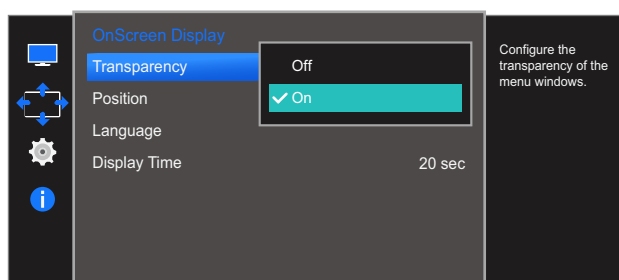 OnScreen Display
Transparency
Off
On
Position
Language
Display Time 20 sec
Configure the
transparency of the
menu windows.
i